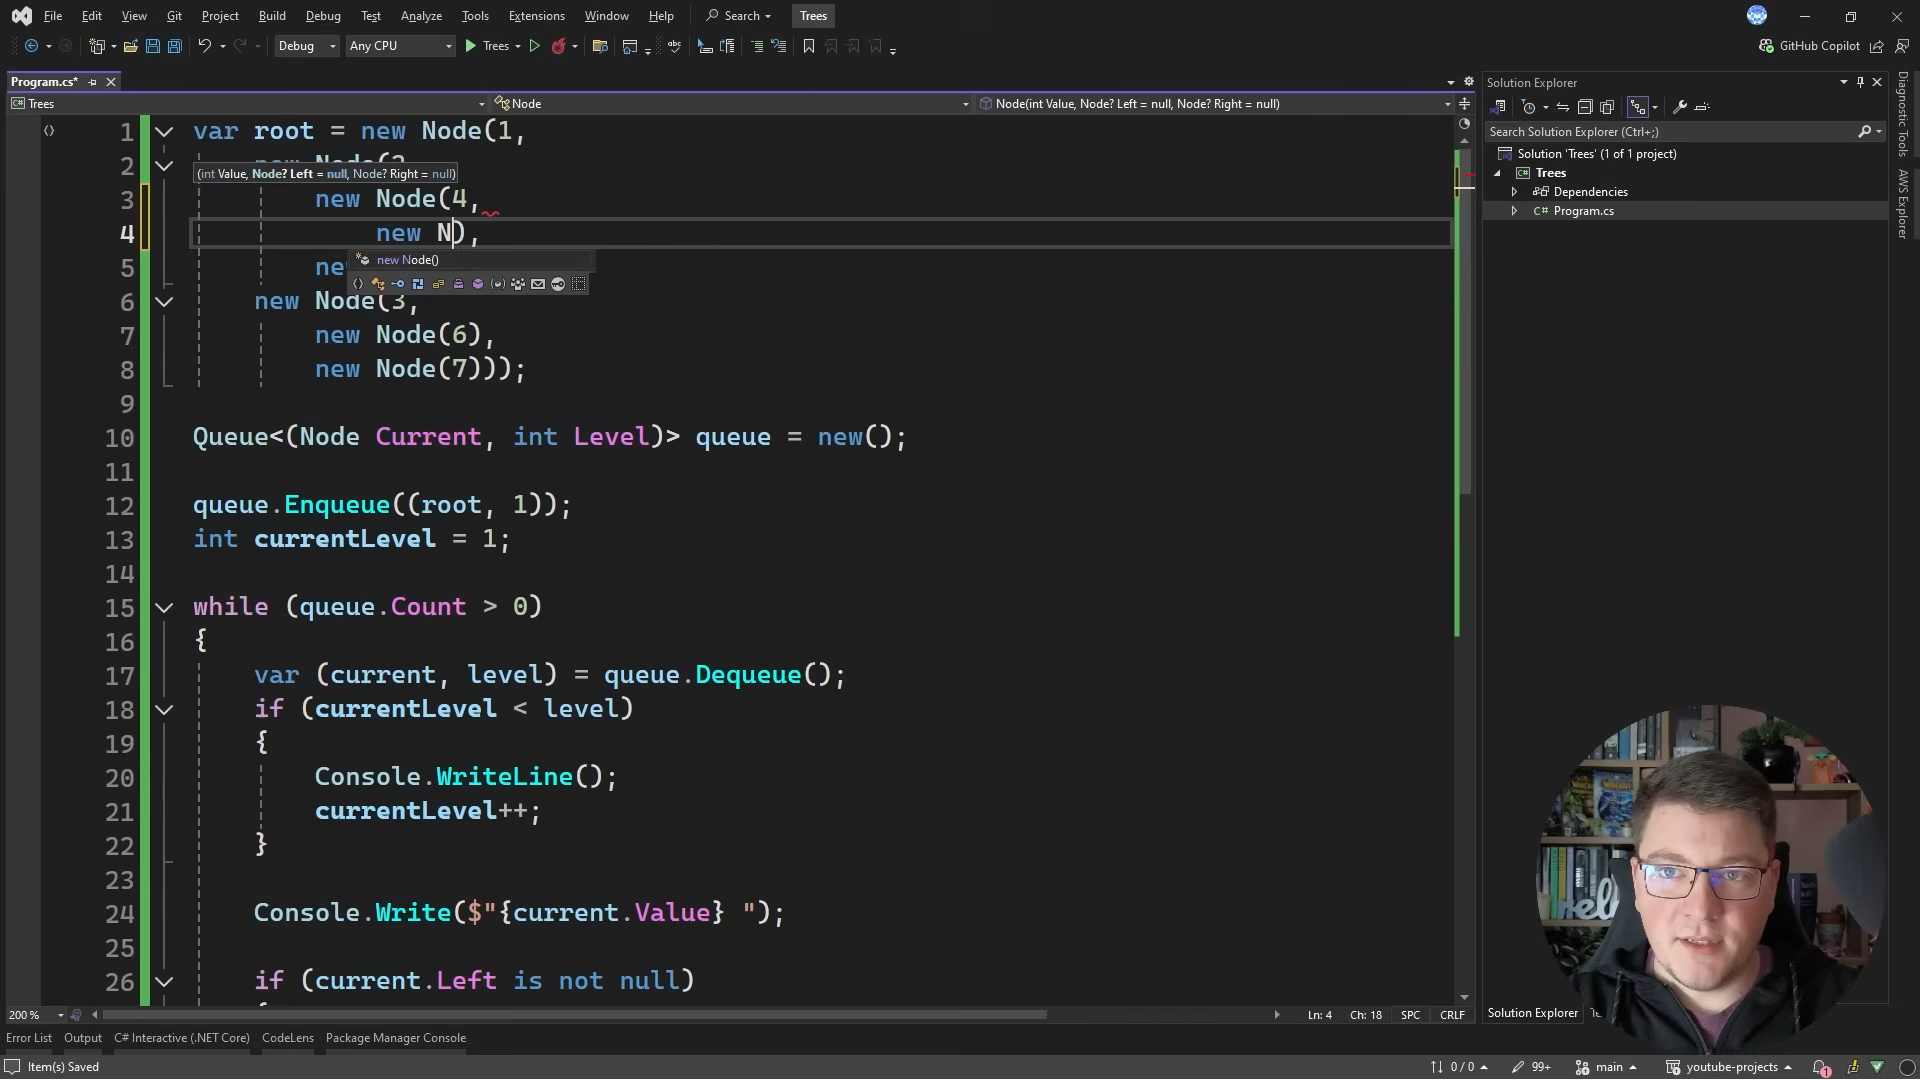 File Edit View Git Project Build Debug Test Analyze Tools Extensions Window Help Search Trees
Debug Any CPU Trees GitHub Copilot
Program.cs*
Trees Node Node(int Value, Node? Left = null, Node? Right = null)
1 var root = new Node(1,
2 new Node(2,
(int Value, Node? Left = null, Node? Right = null)
3 new Node(4,
4 new N),
new Node()
5 ne
6 new Node(3,
7 new Node(6),
8 new Node(7)));
9
10 Queue<(Node Current, int Level)> queue = new();
11
12 queue.Enqueue((root, 1));
13 int currentLevel = 1;
14
15 while (queue.Count > 0)
16 {
17 var (current, level) = queue.Dequeue();
18 if (currentLevel < level)
19 {
20 Console.WriteLine();
21 currentLevel++;
22 }
23
24 Console.Write($"{current.Value} ");
25
26 if (current.Left is not null)
200 % Ln: 4 Ch: 18 SPC CRLF
Solution Explorer
Search Solution Explorer (Ctrl+;)
Solution 'Trees' (1 of 1 project)
Trees
Dependencies
C# Program.cs
Solution Explorer
Diagnostic Tools
AWS Explorer
Error List Output C# Interactive (.NET Core) CodeLens Package Manager Console
Item(s) Saved 0 / 0 99+ main youtube-projects 1